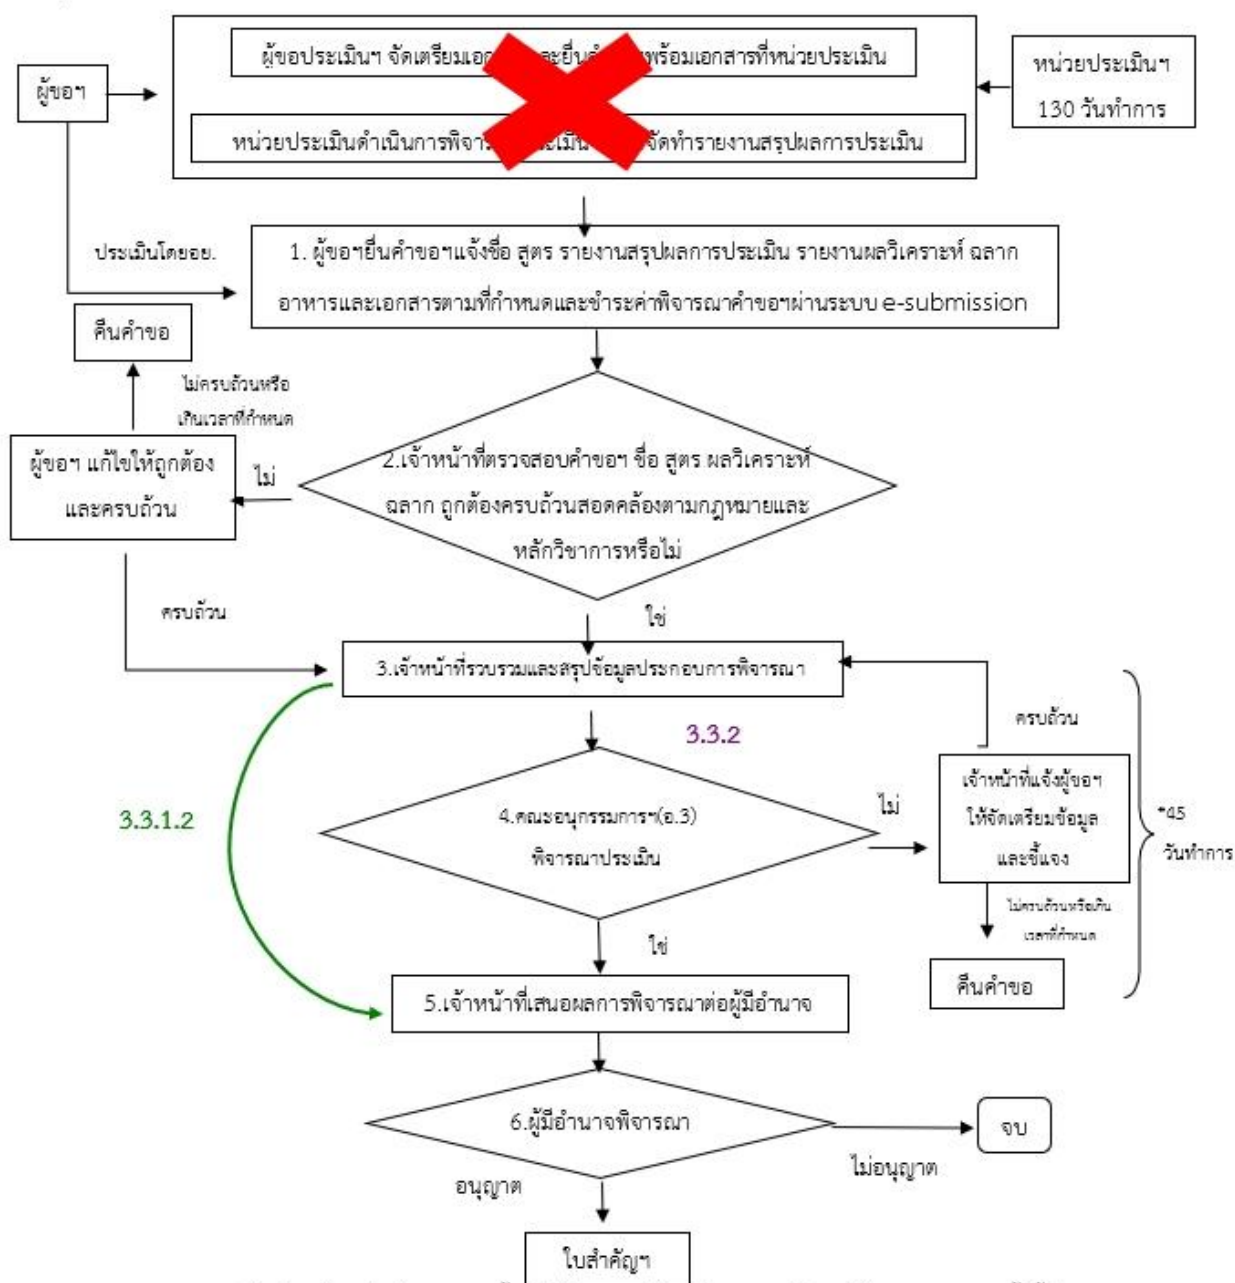 ผู้ขอประเมินฯ จัดเตรียมเอก ะยื่นคำ พร้อมเอกสารที่หน่วยประเมิน
ผู้ขอฯ
หน่วยประเมินฯ
130 วันทำการ
หน่วยประเมินดำเนินการพิจาร เมิน จัดทำรายงานสรุปผลการประเมิน
ประเมินโดยอย.
1. ผู้ขอฯยื่นคำขอฯแจ้งชื่อ สูตร รายงานสรุปผลการประเมิน รายงานผลวิเคราะห์ ฉลาก
อาหารและเอกสารตามที่กำหนดและชำระค่าพิจารณาคำขอฯผ่านระบบ e-submission
คืนคำขอ
ไม่ครบถ้วนหรือ
เกินเวลาที่กำหนด
ผู้ขอฯ แก้ไขให้ถูกต้อง
และครบถ้วน
ไม่
2.เจ้าหน้าที่ตรวจสอบคำขอฯ ชื่อ สูตร ผลวิเคราะห์
ฉลาก ถูกต้องครบถ้วนสอดคล้องตามกฎหมายและ
หลักวิชาการหรือไม่
ครบถ้วน
ใช่
3.เจ้าหน้าที่รวบรวมและสรุปข้อมูลประกอบการพิจารณา
3.3.2
ครบถ้วน
3.3.1.2
4.คณะอนุกรรมการฯ(อ.3)
พิจารณาประเมิน
ไม่
เจ้าหน้าที่แจ้งผู้ขอฯ
ให้จัดเตรียมข้อมูล
และชี้แจง
*45
วันทำการ
ไม่ครบถ้วนหรือเกิน
เวลาที่กำหนด
ใช่
คืนคำขอ
5.เจ้าหน้าที่เสนอผลการพิจารณาต่อผู้มีอำนาจ
6.ผู้มีอำนาจพิจารณา
จบ
ไม่อนุญาต
อนุญาต
ใบสำคัญฯ